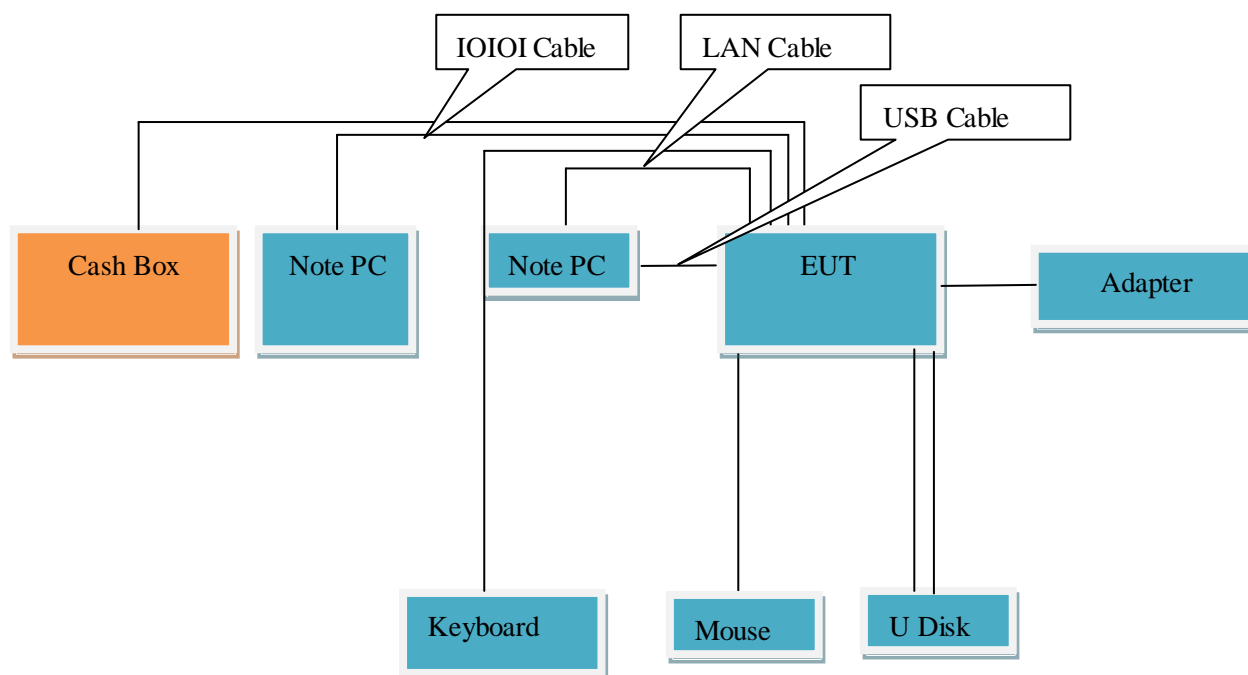 IOIOI Cable
LAN Cable
USB Cable
Cash Box
Note PC
Note PC
EUT
Adapter
Keyboard
Mouse
U Disk